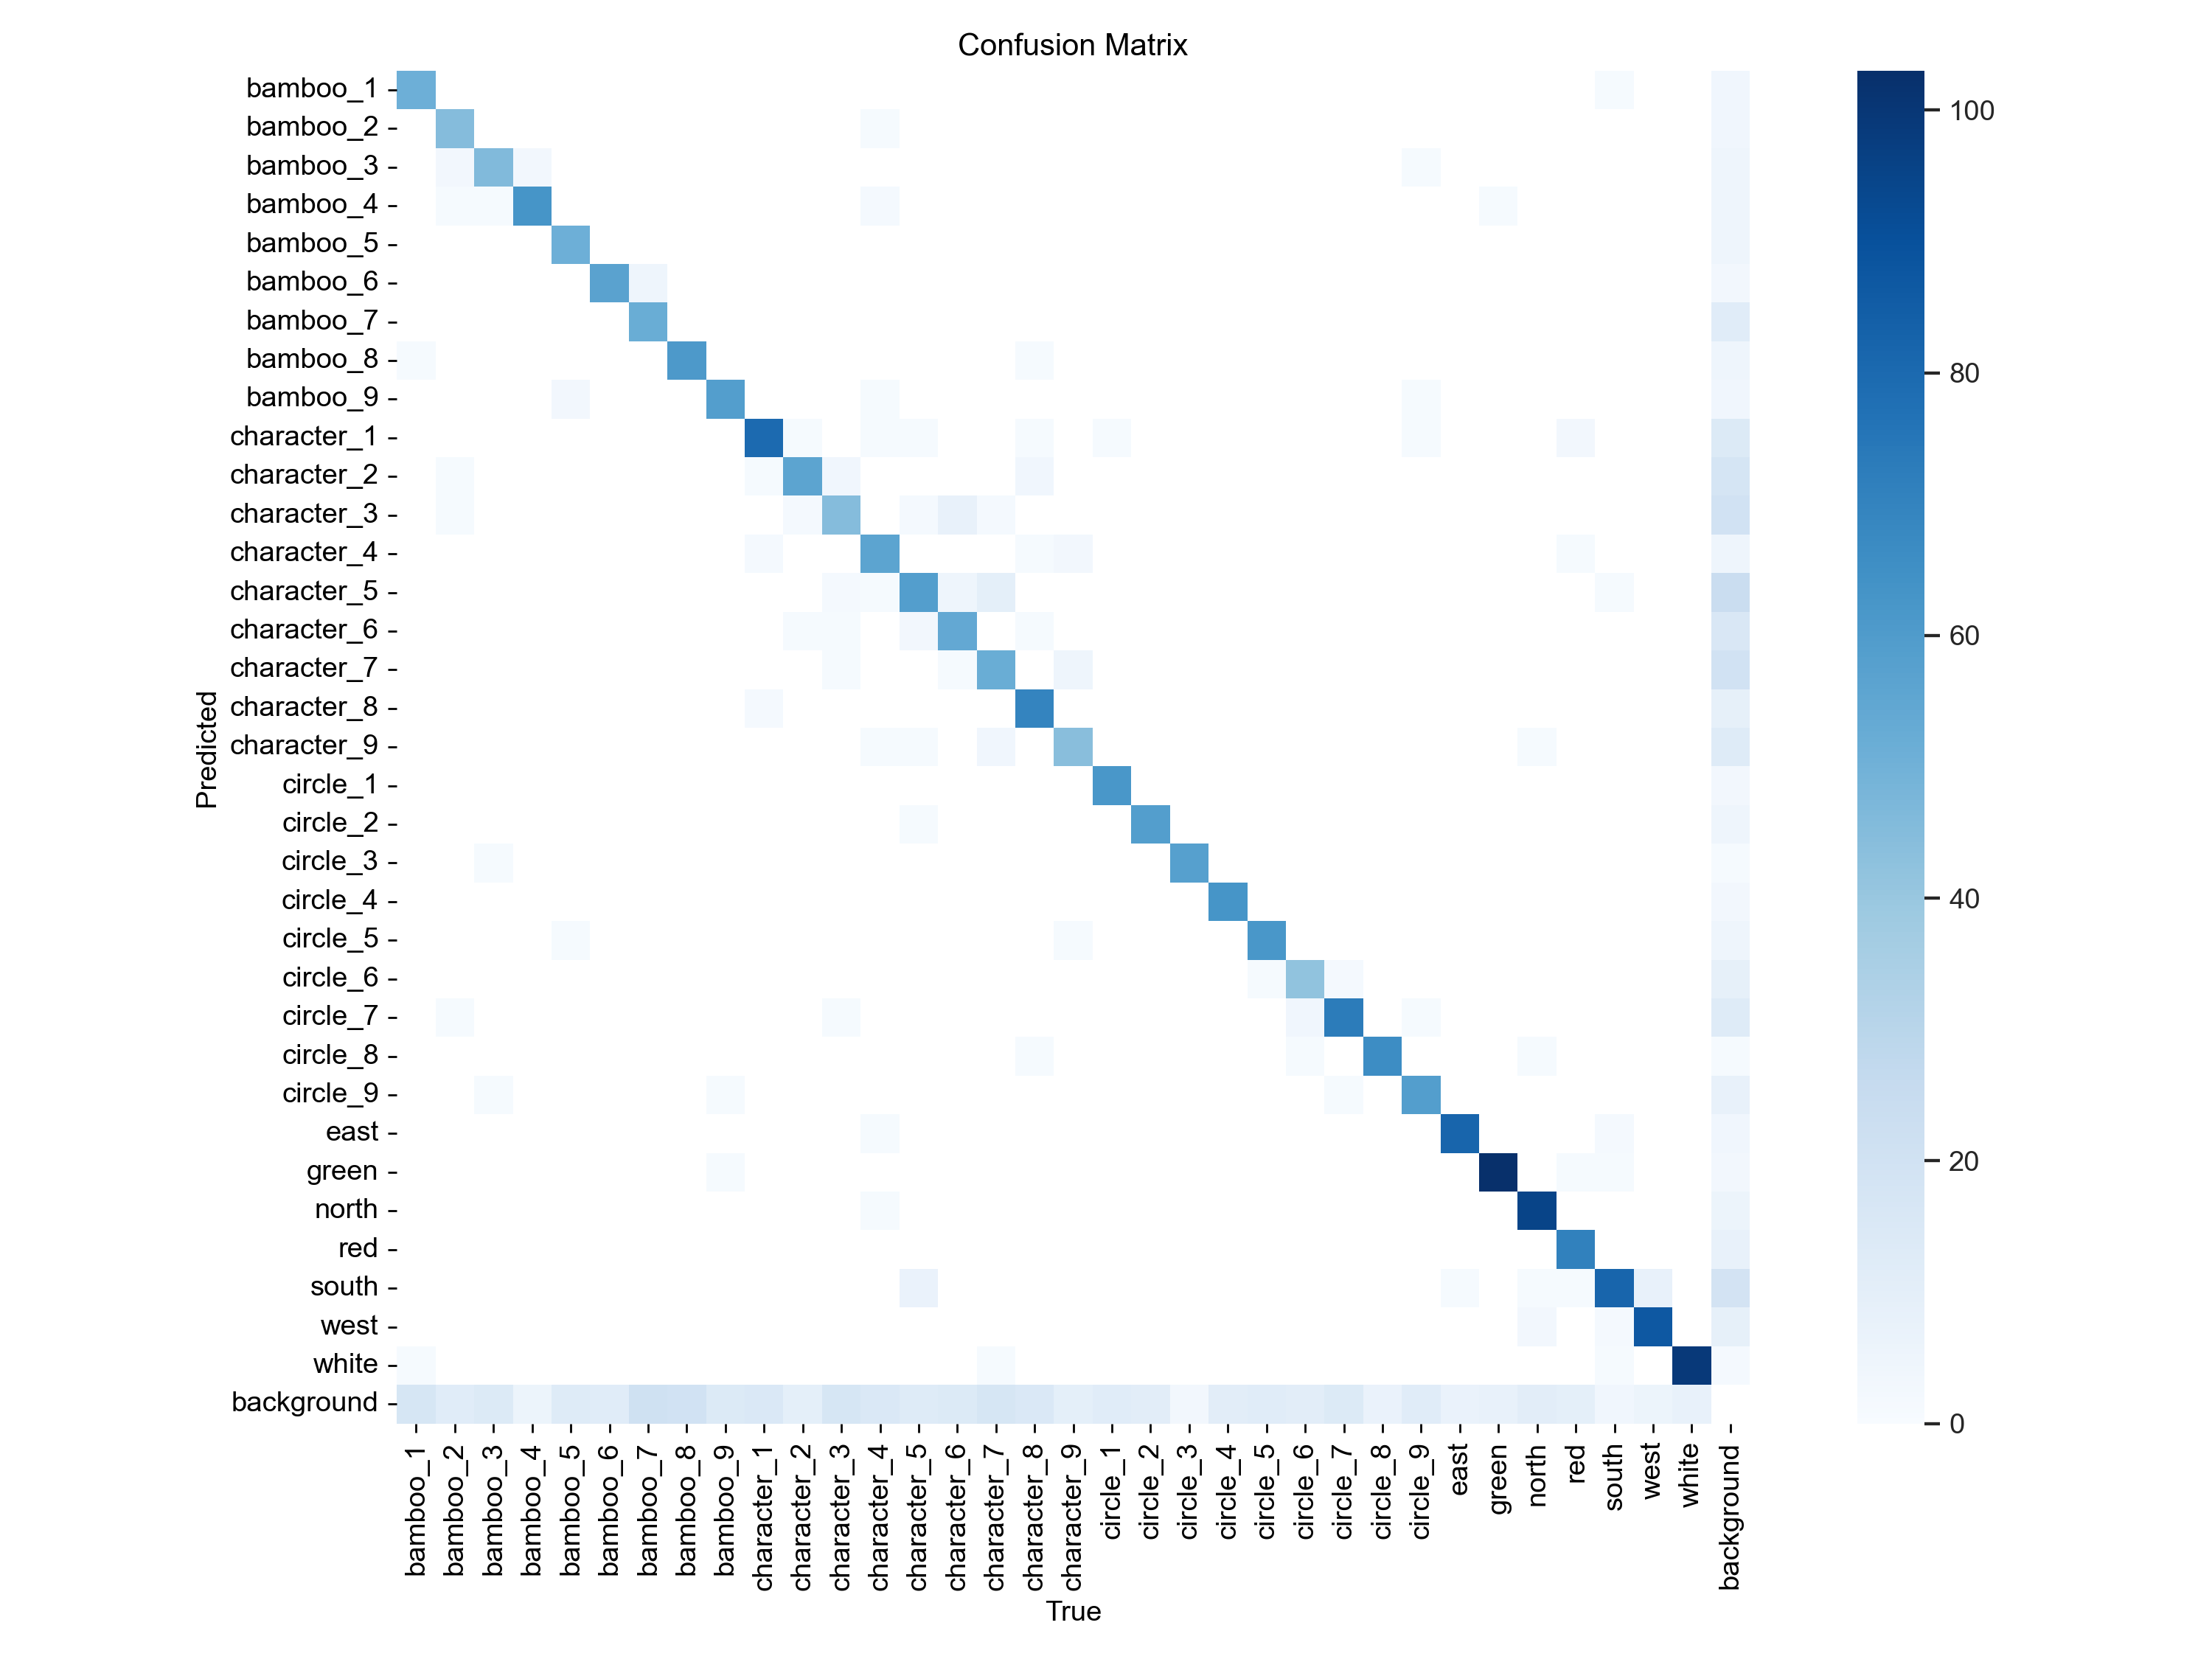 Confusion Matrix
bamboo_1
bamboo_2
bamboo_3
bamboo_4
bamboo_5
bamboo_6
bamboo_7
bamboo_8
bamboo_9
character_1
character_2
character_3
character_4
character_5
character_6
character_7
character_8
character_9
circle_1
circle_2
circle_3
circle_4
circle_5
circle_6
circle_7
circle_8
circle_9
east
green
north
red
south
west
white
background
Predicted
bamboo_1
bamboo_2
bamboo_3
bamboo_4
bamboo_5
bamboo_6
bamboo_7
bamboo_8
bamboo_9
character_1
character_2
character_3
character_4
character_5
character_6
character_7
character_8
character_9
circle_1
circle_2
circle_3
circle_4
circle_5
circle_6
circle_7
circle_8
circle_9
east
green
north
red
south
west
white
background
True
100
80
60
40
20
0